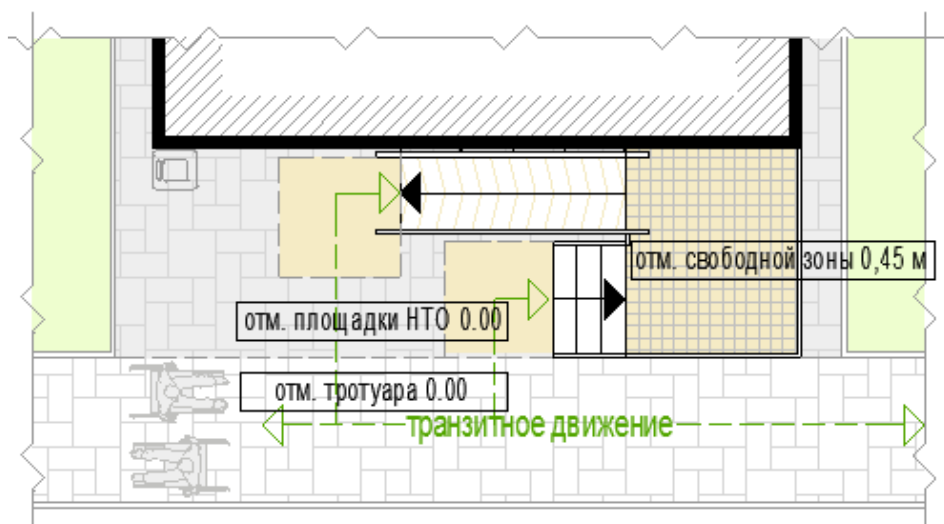 отм. свободной зоны 0,45 м
отм. площадки НТО 0.00
отм. тротуара 0.00
транзитное движение